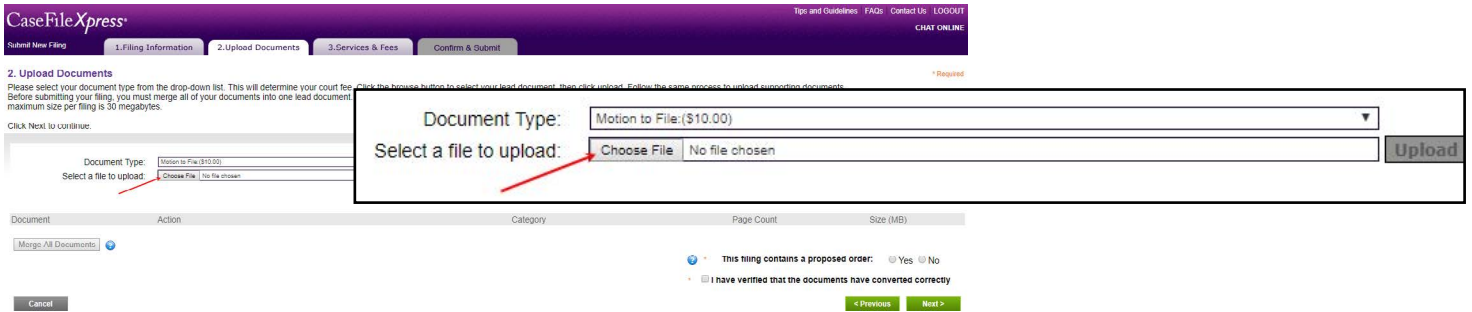 CaseFileXpress
Tips and Guidelines FAQs Contact Us LOGOUT
CHAT ONLINE
Submit New Filing
1.Filing Information
2.Upload Documents
3.Services & Fees
Confirm & Submit
2. Upload Documents
* Required
Please select your document type from the drop-down list. This will determine your court fee. Click the browse button to select your lead document, then click upload. Follow the same process to upload supporting documents.
Before submitting your filing, you must merge all of your documents into one lead document.
maximum size per filing is 30 megabytes.
Click Next to continue.
Document Type: Motion to File:($10.00)
Select a file to upload: Choose File No file chosen Upload
Document Type: Motion to File:($10.00)
Select a file to upload: Choose File No file chosen
Document Action Category Page Count Size (MB)
Merge All Documents ?
? * This filing contains a proposed order: Yes No
* I have verified that the documents have converted correctly
Cancel
< Previous Next >